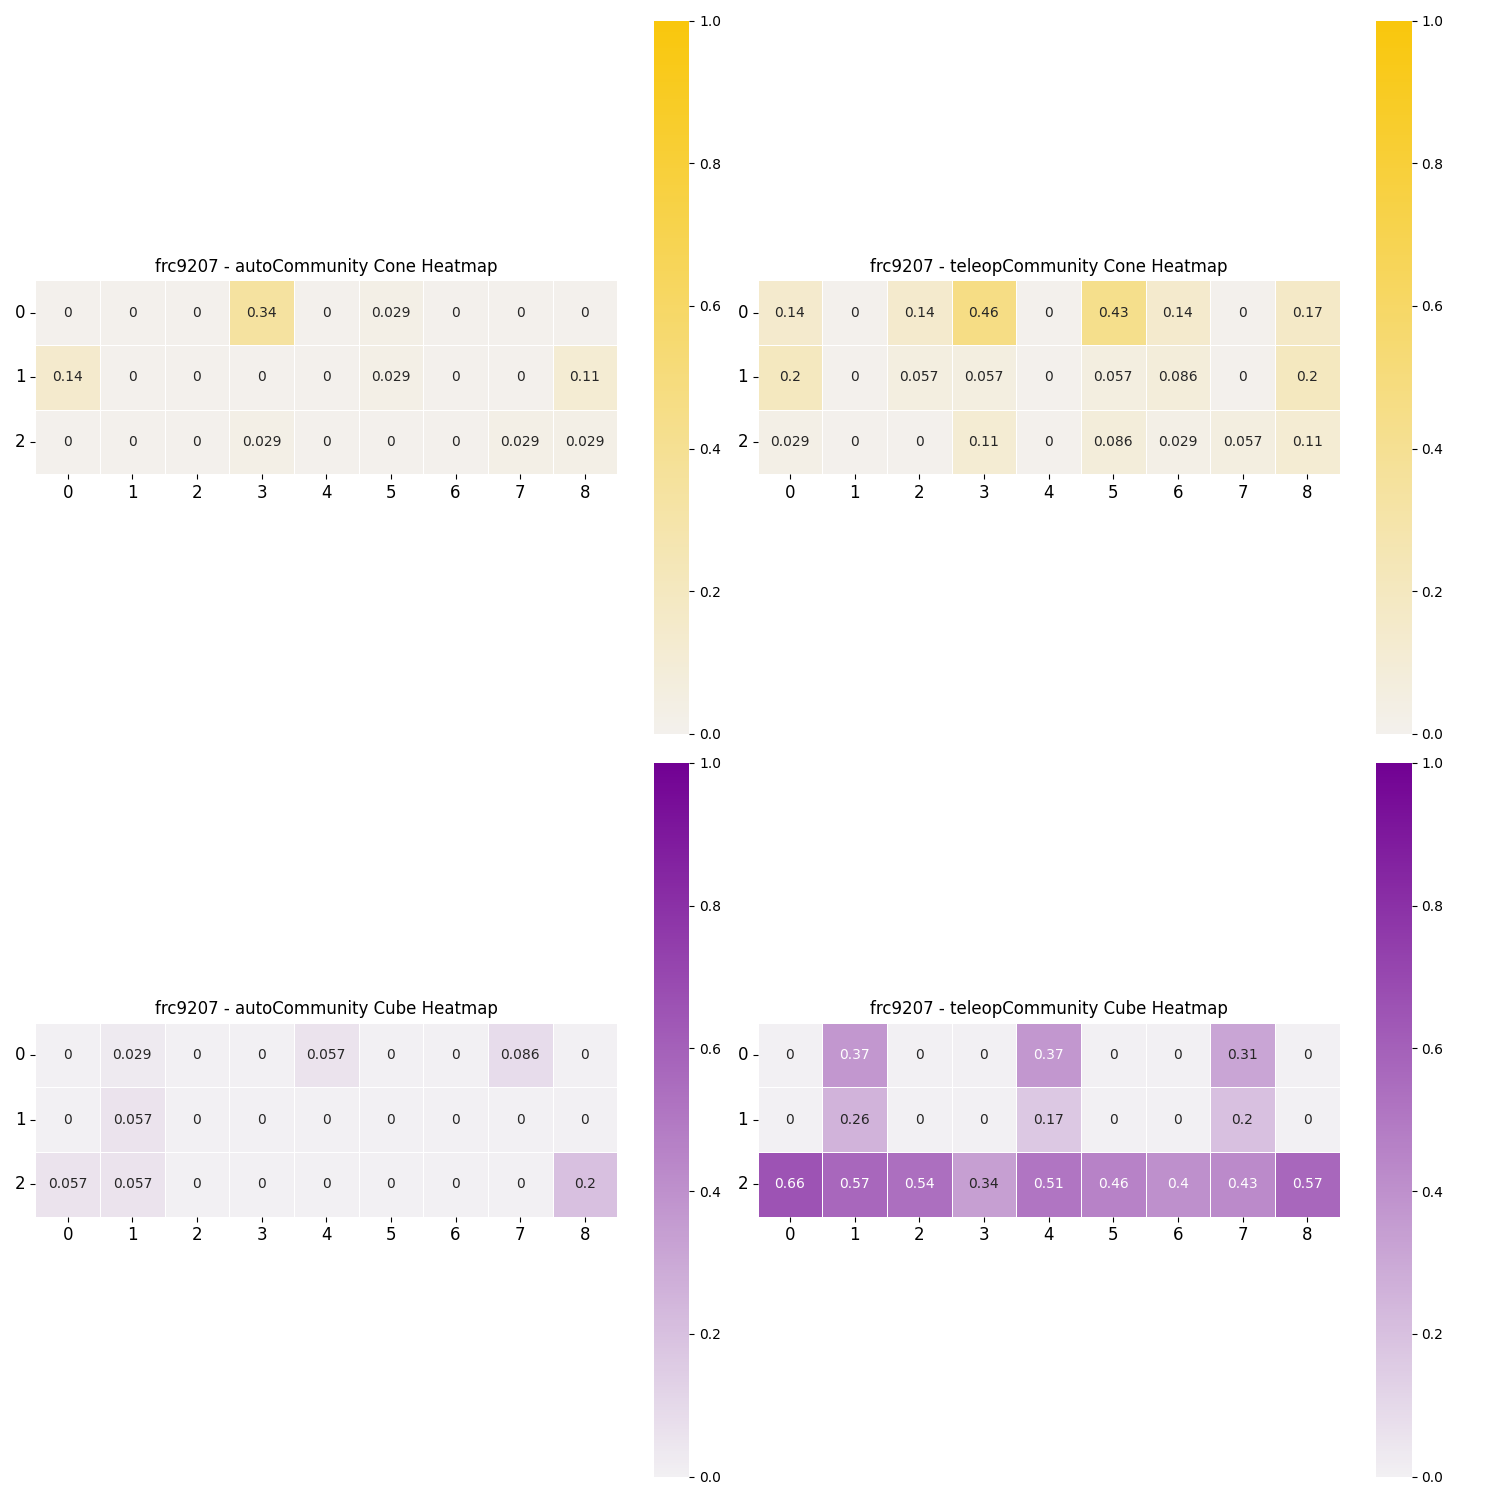 frc9207 - autoCommunity Cone Heatmap
0 0 0 0 0.34 0 0.029 0 0 0
1 0.14 0 0 0 0 0.029 0 0 0.11
2 0 0 0 0.029 0 0 0 0.029 0.029
0 1 2 3 4 5 6 7 8
1.0
0.8
0.6
0.4
0.2
0.0
frc9207 - teleopCommunity Cone Heatmap
0 0.14 0 0.14 0.46 0 0.43 0.14 0 0.17
1 0.2 0 0.057 0.057 0 0.057 0.086 0 0.2
2 0.029 0 0 0.11 0 0.086 0.029 0.057 0.11
0 1 2 3 4 5 6 7 8
1.0
0.8
0.6
0.4
0.2
0.0
frc9207 - autoCommunity Cube Heatmap
0 0 0.029 0 0 0.057 0 0 0.086 0
1 0 0.057 0 0 0 0 0 0 0
2 0.057 0.057 0 0 0 0 0 0 0.2
0 1 2 3 4 5 6 7 8
1.0
0.8
0.6
0.4
0.2
0.0
frc9207 - teleopCommunity Cube Heatmap
0 0 0.37 0 0 0.37 0 0 0.31 0
1 0 0.26 0 0 0.17 0 0 0.2 0
2 0.66 0.57 0.54 0.34 0.51 0.46 0.4 0.43 0.57
0 1 2 3 4 5 6 7 8
1.0
0.8
0.6
0.4
0.2
0.0